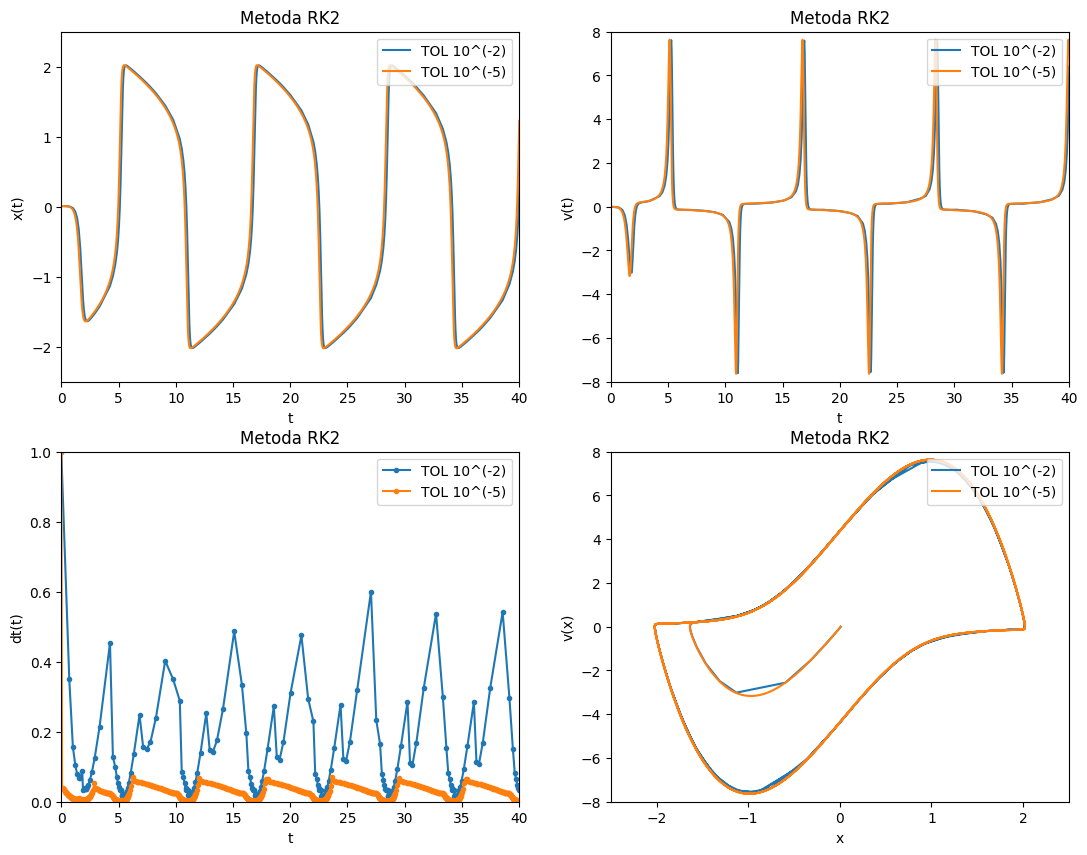 Metoda RK2
TOL 10^(-2)
TOL 10^(-5)
x(t)
2
1
0
−1
−2
0 5 10 15 20 25 30 35 40
t
Metoda RK2
TOL 10^(-2)
TOL 10^(-5)
v(t)
8
6
4
2
0
−2
−4
−6
−8
0 5 10 15 20 25 30 35 40
t
Metoda RK2
TOL 10^(-2)
TOL 10^(-5)
dt(t)
1.0
0.8
0.6
0.4
0.2
0.0
0 5 10 15 20 25 30 35 40
t
Metoda RK2
TOL 10^(-2)
TOL 10^(-5)
v(x)
8
6
4
2
0
−2
−4
−6
−8
−2 −1 0 1 2
x